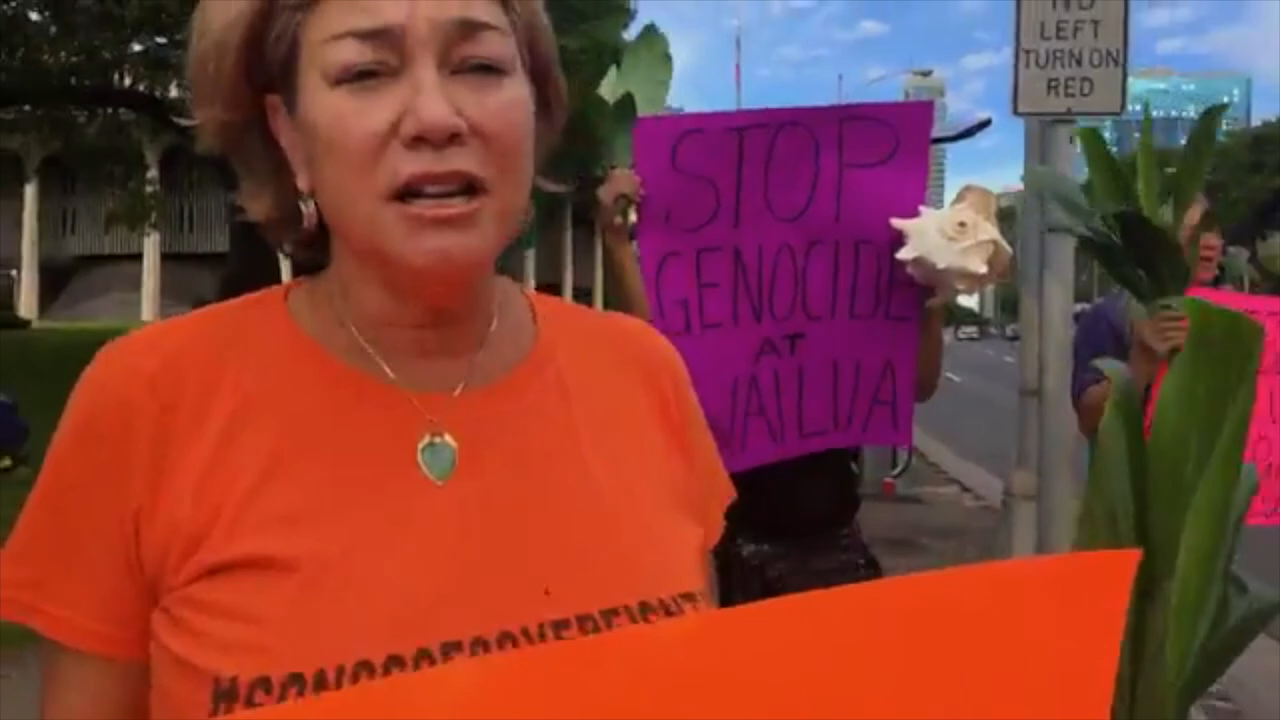 NO
LEFT
TURN ON
RED
STOP
GENOCIDE
AT
WAILUA